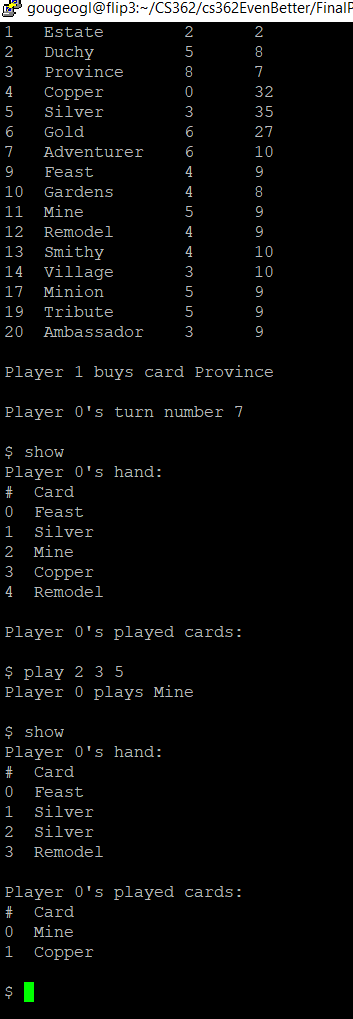 gougeogl@flip3:~/CS362/cs362EvenBetter/FinalP
1 Estate 2 2
2 Duchy 5 8
3 Province 8 7
4 Copper 0 32
5 Silver 3 35
6 Gold 6 27
7 Adventurer 6 10
9 Feast 4 9
10 Gardens 4 8
11 Mine 5 9
12 Remodel 4 9
13 Smithy 4 10
14 Village 3 10
17 Minion 5 9
19 Tribute 5 9
20 Ambassador 3 9
Player 1 buys card Province
Player 0's turn number 7
$ show
Player 0's hand:
# Card
0 Feast
1 Silver
2 Mine
3 Copper
4 Remodel
Player 0's played cards:
$ play 2 3 5
Player 0 plays Mine
$ show
Player 0's hand:
# Card
0 Feast
1 Silver
2 Silver
3 Remodel
Player 0's played cards:
# Card
0 Mine
1 Copper
$